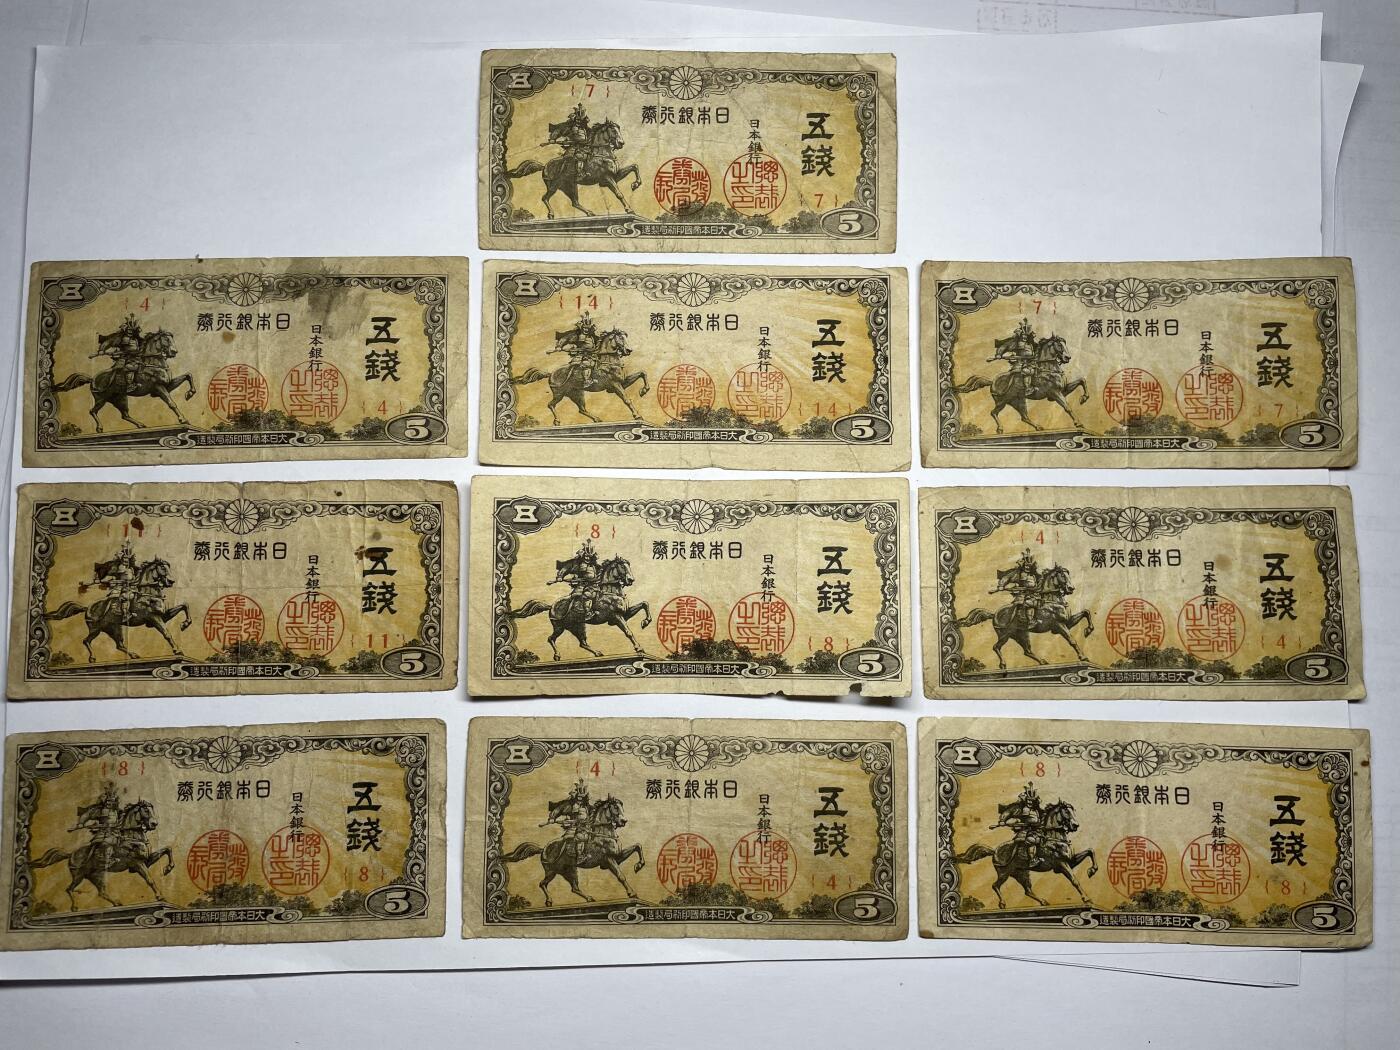 五
{7}
日本銀行券
日本銀行
五錢
{7}
大日本帝國印刷局製造
5
五
{4}
日本銀行券
日本銀行
五錢
{4}
大日本帝國印刷局製造
5
五
{14}
日本銀行券
日本銀行
五錢
{14}
大日本帝國印刷局製造
5
五
{7}
日本銀行券
日本銀行
五錢
{7}
大日本帝國印刷局製造
5
五
{11}
日本銀行券
日本銀行
五錢
{11}
大日本帝國印刷局製造
5
五
{8}
日本銀行券
日本銀行
五錢
{8}
大日本帝國印刷局製造
5
五
{4}
日本銀行券
日本銀行
五錢
{4}
大日本帝國印刷局製造
5
五
{8}
日本銀行券
日本銀行
五錢
{8}
大日本帝國印刷局製造
5
五
{4}
日本銀行券
日本銀行
五錢
{4}
大日本帝國印刷局製造
5
五
{8}
日本銀行券
日本銀行
五錢
{8}
大日本帝國印刷局製造
5